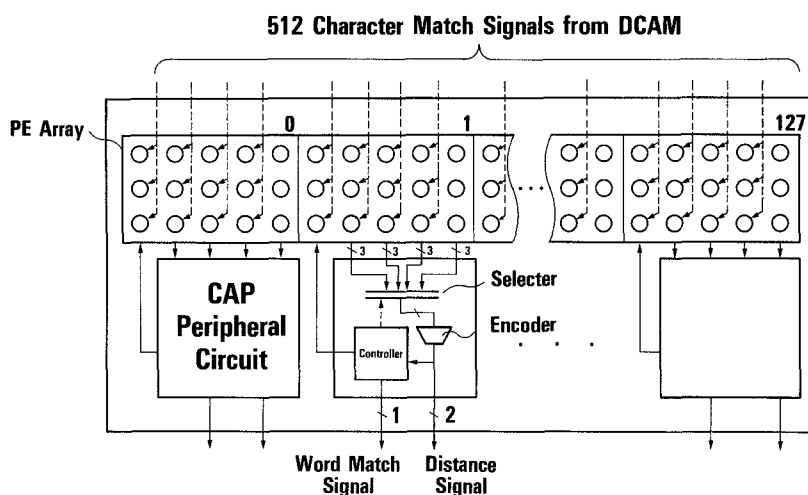 512 Character Match Signals from DCAM
PE Array
0
1
127
3
3
3
3
CAP
Peripheral
Circuit
Selecter
Encoder
Controller
1
2
Word Match
Signal
Distance
Signal